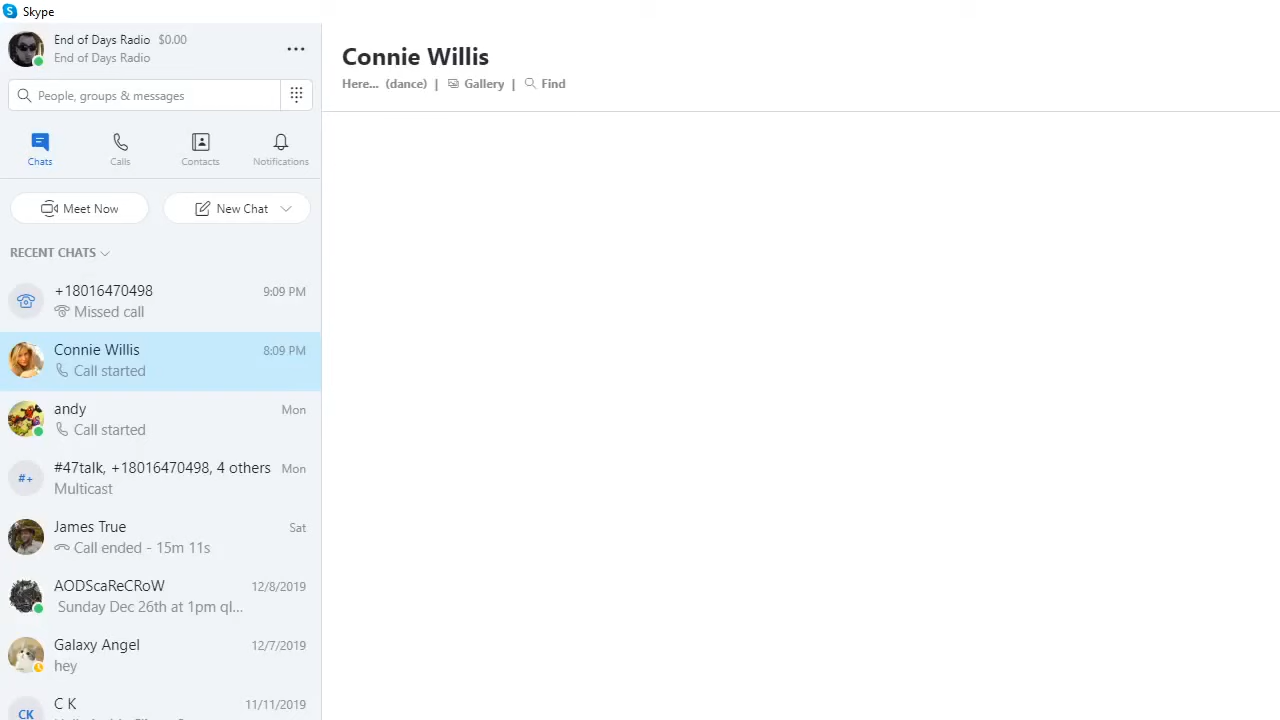 Skype
End of Days Radio $0.00
End of Days Radio
People, groups & messages
Chats Calls Contacts Notifications
Meet Now New Chat
RECENT CHATS
+18016470498 9:09 PM
Missed call
Connie Willis 8:09 PM
Call started
andy Mon
Call started
#+
#47talk, +18016470498, 4 others Mon
Multicast
James True Sat
Call ended - 15m 11s
AODScaReCRoW 12/8/2019
Sunday Dec 26th at 1pm ql...
Galaxy Angel 12/7/2019
hey
C K 11/11/2019
CK
Connie Willis
Here... (dance) | Gallery | Find